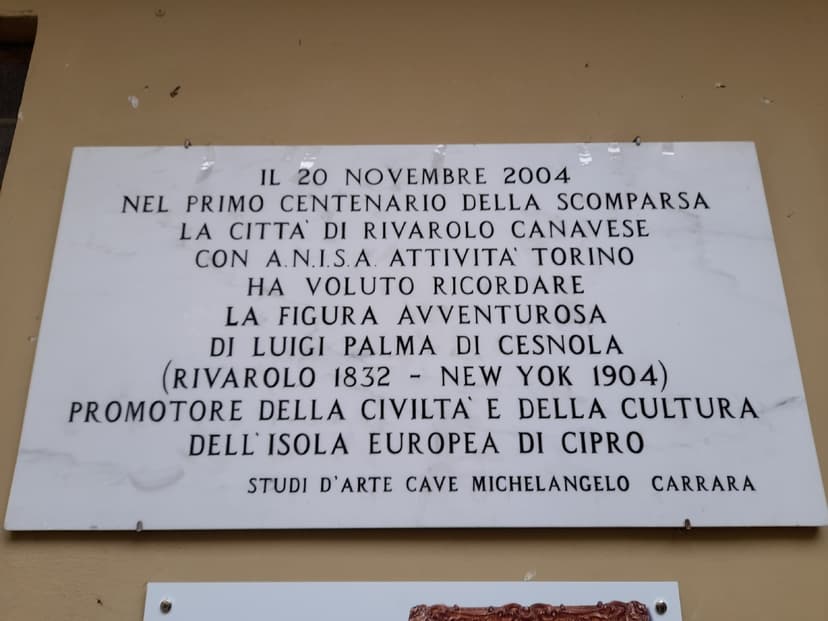 IL 20 NOVEMBRE 2004
NEL PRIMO CENTENARIO DELLA SCOMPARSA
LA CITTA' DI RIVAROLO CANAVESE
CON A.N.I.S.A. ATTIVITA' TORINO
HA VOLUTO RICORDARE
LA FIGURA AVVENTUROSA
DI LUIGI PALMA DI CESNOLA
(RIVAROLO 1832 - NEW YOK 1904)
PROMOTORE DELLA CIVILTA' E DELLA CULTURA
DELL'ISOLA EUROPEA DI CIPRO
STUDI D'ARTE CAVE MICHELANGELO CARRARA